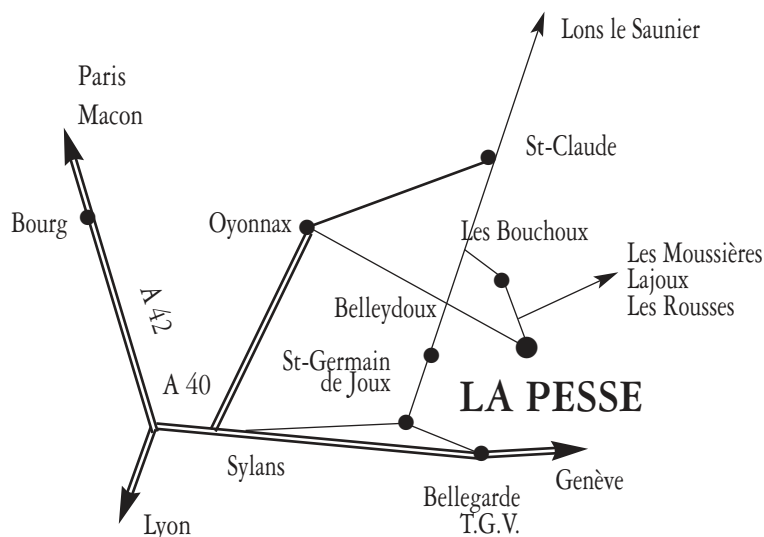 Lons le Saunier
Paris
Macon
St-Claude
Bourg
Oyonnax
Les Bouchoux
Les Moussières
Lajoux
Les Rousses
A 42
Belleydoux
St-Germain
de Joux
A 40
LA PESSE
Sylans
Genève
Bellegarde
T.G.V.
Lyon